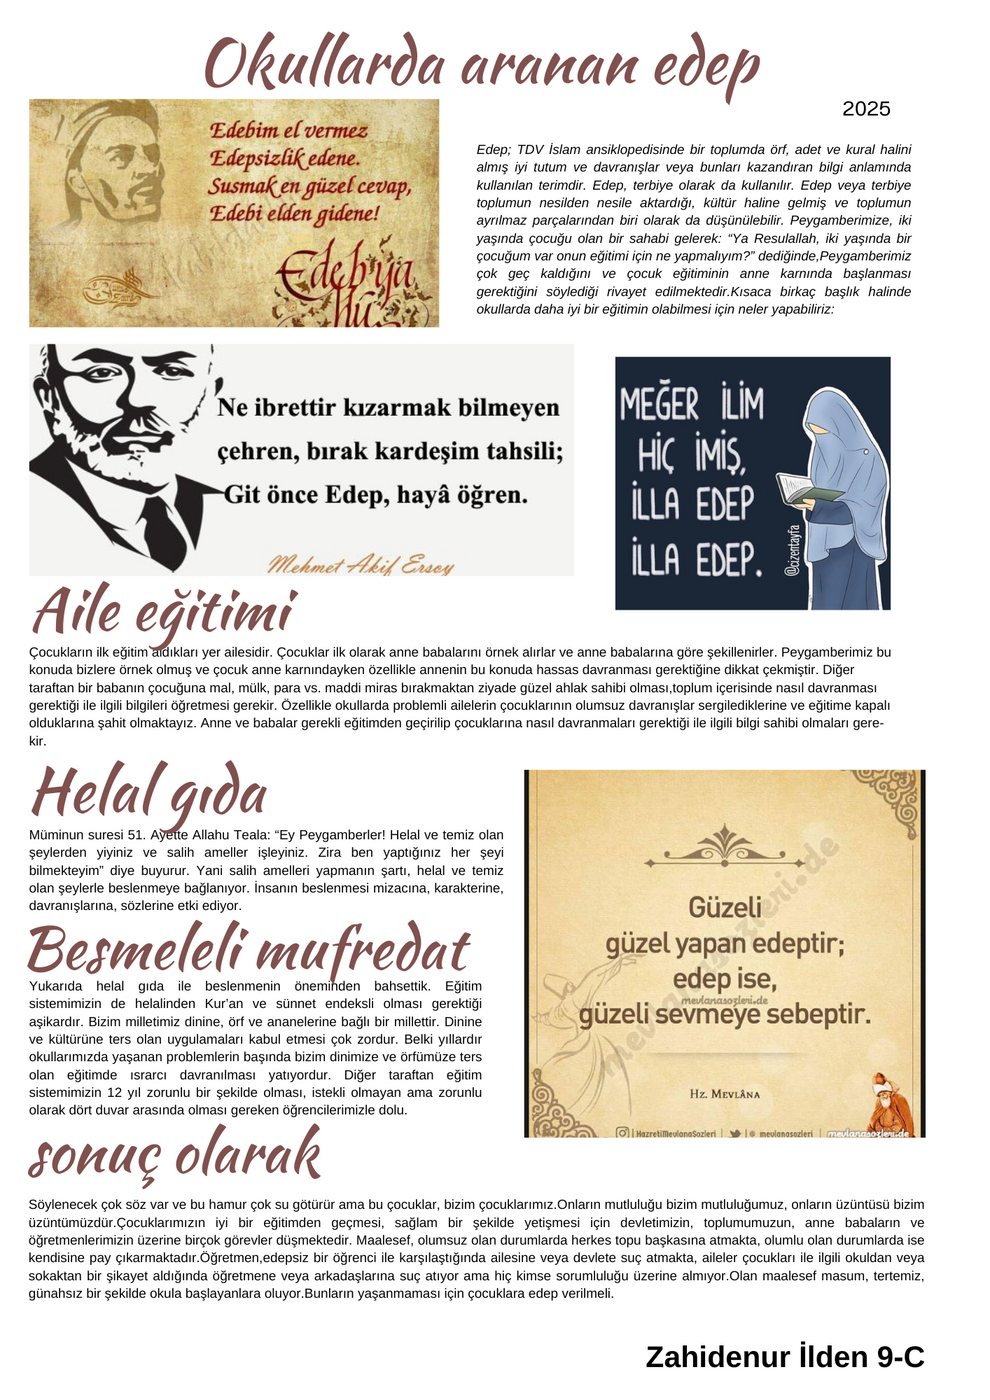 Okullarda aranan edep
2025
Edebim el vermez
Edepsizlik edene.
Susmak en güzel cevap,
Edebi elden gidene!
Edeb ya
hû
Edep; TDV İslam ansiklopedisinde bir toplumda örf, adet ve kural halini
almış iyi tutum ve davranışlar veya bunları kazandıran bilgi anlamında
kullanılan terimdir. Edep, terbiye olarak da kullanılır. Edep veya terbiye
toplumun nesilden nesile aktardığı, kültür haline gelmiş ve toplumun
ayrılmaz parçalarından biri olarak da düşünülebilir. Peygamberimize, iki
yaşında çocuğu olan bir sahabi gelerek: “Ya Resulallah, iki yaşında bir
çocuğum var onun eğitimi için ne yapmalıyım?” dediğinde,Peygamberimiz
çok geç kaldığını ve çocuk eğitiminin anne karnında başlanması
gerektiğini söylediği rivayet edilmektedir.Kısaca birkaç başlık halinde
okullarda daha iyi bir eğitimin olabilmesi için neler yapabiliriz:
Ne ibrettir kızarmak bilmeyen
çehren, bırak kardeşim tahsili;
Git önce Edep, hayâ öğren.
Mehmet Akif Ersoy
MEĞER İLİM
HİÇ İMİŞ,
İLLA EDEP
İLLA EDEP.
@cizentayfa
Aile eğitimi
Çocukların ilk eğitim aldıkları yer ailesidir. Çocuklar ilk olarak anne babalarını örnek alırlar ve anne babalarına göre şekillenirler. Peygamberimiz bu
konuda bizlere örnek olmuş ve çocuk anne karnındayken özellikle annenin bu konuda hassas davranması gerektiğine dikkat çekmiştir. Diğer
taraftan bir babanın çocuğuna mal, mülk, para vs. maddi miras bırakmaktan ziyade güzel ahlak sahibi olması,toplum içerisinde nasıl davranması
gerektiği ile ilgili bilgileri öğretmesi gerekir. Özellikle okullarda problemli ailelerin çocuklarının olumsuz davranışlar sergilediklerine ve eğitime kapalı
olduklarına şahit olmaktayız. Anne ve babalar gerekli eğitimden geçirilip çocuklarına nasıl davranmaları gerektiği ile ilgili bilgi sahibi olmaları gere-
kir.
Helal gıda
Müminun suresi 51. Ayette Allahu Teala: “Ey Peygamberler! Helal ve temiz olan
şeylerden yiyiniz ve salih ameller işleyiniz. Zira ben yaptığınız her şeyi
bilmekteyim” diye buyurur. Yani salih amelleri yapmanın şartı, helal ve temiz
olan şeylerle beslenmeye bağlanıyor. İnsanın beslenmesi mizacına, karakterine,
davranışlarına, sözlerine etki ediyor.
Besmeleli mufredat
Yukarıda helal gıda ile beslenmenin öneminden bahsettik. Eğitim
sistemimizin de helalinden Kur’an ve sünnet endeksli olması gerektiği
aşikardır. Bizim milletimiz dinine, örf ve ananelerine bağlı bir millettir. Dinine
ve kültürüne ters olan uygulamaları kabul etmesi çok zordur. Belki yıllardır
okullarımızda yaşanan problemlerin başında bizim dinimize ve örfümüze ters
olan eğitimde ısrarcı davranılması yatıyordur. Diğer taraftan eğitim
sistemimizin 12 yıl zorunlu bir şekilde olması, istekli olmayan ama zorunlu
olarak dört duvar arasında olması gereken öğrencilerimizle dolu.
Güzeli
güzel yapan edeptir;
edep ise,
mevlanasozleri.de
güzeli sevmeye sebeptir.
mevlanasozleri.de
Hz. Mevlâna
HazretiMevlanaSozleri
mevlanasozleri
mevlanasozleri.de
sonuç olarak
Söylenecek çok söz var ve bu hamur çok su götürür ama bu çocuklar, bizim çocuklarımız.Onların mutluluğu bizim mutluluğumuz, onların üzüntüsü bizim
üzüntümüzdür.Çocuklarımızın iyi bir eğitimden geçmesi, sağlam bir şekilde yetişmesi için devletimizin, toplumumuzun, anne babaların ve
öğretmenlerimizin üzerine birçok görevler düşmektedir. Maalesef, olumsuz olan durumlarda herkes topu başkasına atmakta, olumlu olan durumlarda ise
kendisine pay çıkarmaktadır.Öğretmen,edepsiz bir öğrenci ile karşılaştığında ailesine veya devlete suç atmakta, aileler çocukları ile ilgili okuldan veya
sokaktan bir şikayet aldığında öğretmene veya arkadaşlarına suç atıyor ama hiç kimse sorumluluğu üzerine almıyor.Olan maalesef masum, tertemiz,
günahsız bir şekilde okula başlayanlara oluyor.Bunların yaşanmaması için çocuklara edep verilmeli.
Zahidenur İlden 9-C